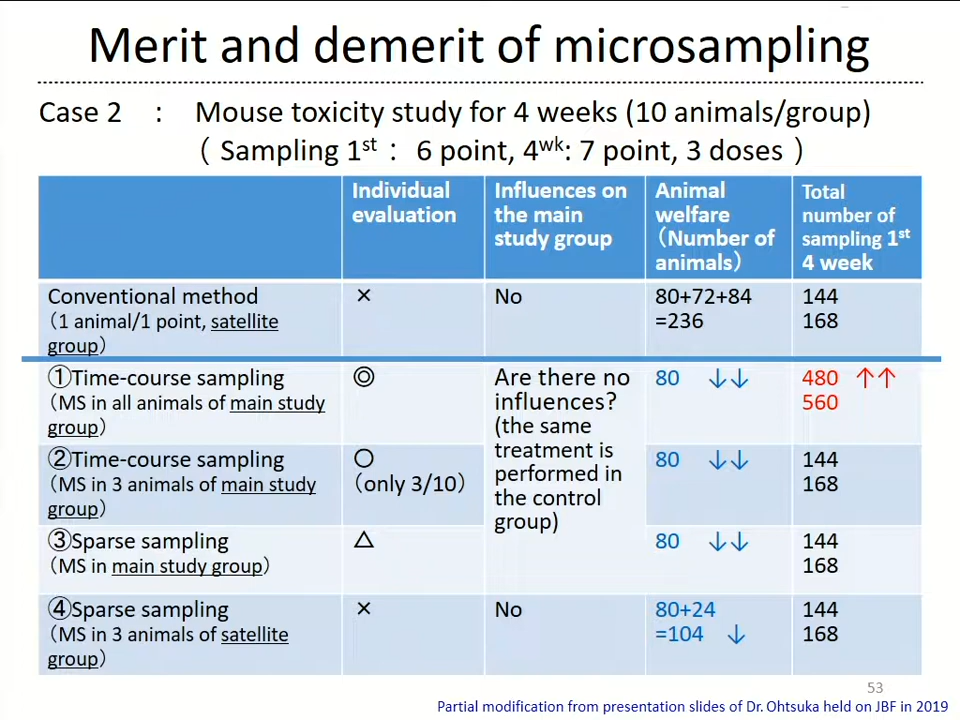 Merit and demerit of microsampling
Case 2 : Mouse toxicity study for 4 weeks (10 animals/group)
( Sampling 1st : 6 point, 4wk: 7 point, 3 doses )
Individual evaluation
Influences on the main study group
Animal welfare (Number of animals)
Total number of sampling 1st 4 week
Conventional method
(1 animal/1 point, satellite group)
×
No
80+72+84
=236
144
168
①Time-course sampling
(MS in all animals of main study group)
◎
Are there no influences?
(the same treatment is performed in the control group)
80 ↓↓
480 ↑↑
560
②Time-course sampling
(MS in 3 animals of main study group)
○
(only 3/10)
80 ↓↓
144
168
③Sparse sampling
(MS in main study group)
△
80 ↓↓
144
168
④Sparse sampling
(MS in 3 animals of satellite group)
×
No
80+24
=104 ↓
144
168
53
Partial modification from presentation slides of Dr. Ohtsuka held on JBF in 2019